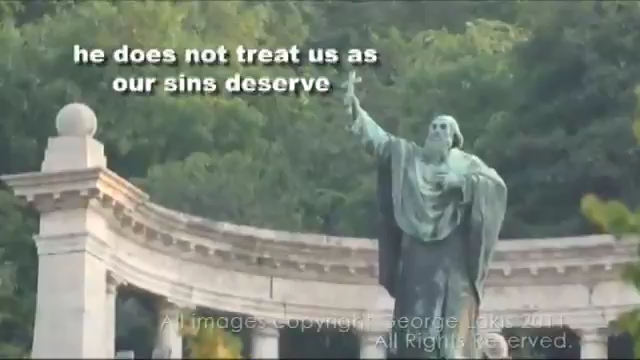 he does not treat us as
our sins deserve
All images Copyright George Lakis 2011
All Rights Reserved.